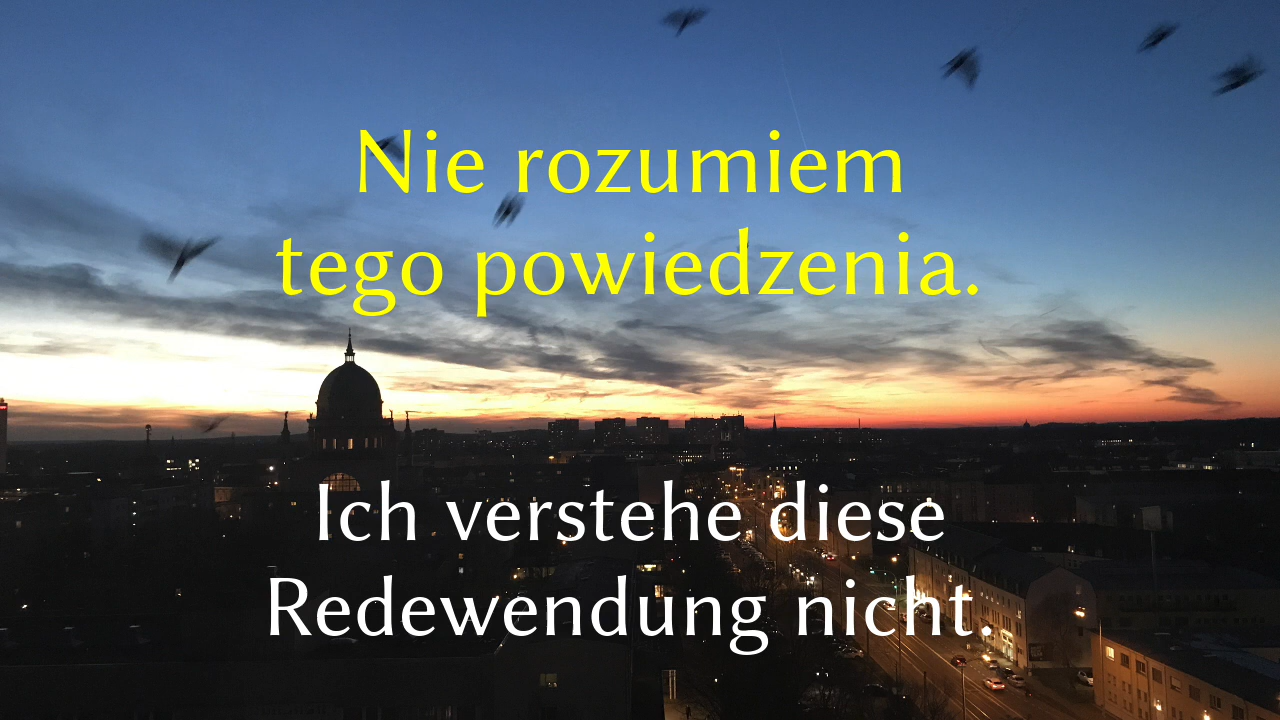 Nie rozumiem
tego powiedzenia.
Ich verstehe diese
Redewendung nicht.